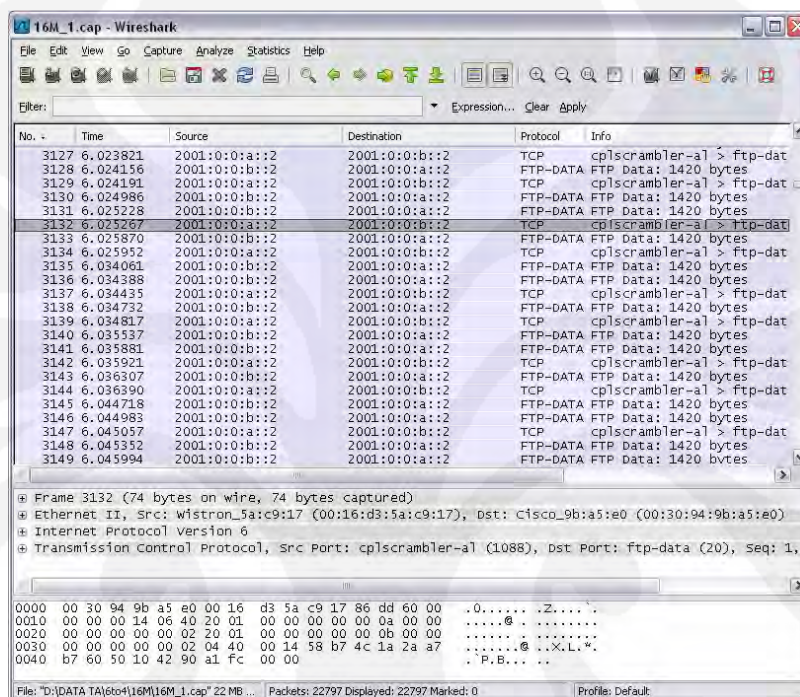 16M_1.cap - Wireshark
File Edit View Go Capture Analyze Statistics Help
Filter: Expression... Clear Apply
No. Time Source Destination Protocol Info
3127 6.023821 2001:0:0:a::2 2001:0:0:b::2 TCP cplscrambler-al > ftp-dat
3128 6.024156 2001:0:0:b::2 2001:0:0:a::2 FTP-DATA FTP Data: 1420 bytes
3129 6.024191 2001:0:0:a::2 2001:0:0:b::2 TCP cplscrambler-al > ftp-dat
3130 6.024986 2001:0:0:b::2 2001:0:0:a::2 FTP-DATA FTP Data: 1420 bytes
3131 6.025228 2001:0:0:b::2 2001:0:0:a::2 FTP-DATA FTP Data: 1420 bytes
3132 6.025267 2001:0:0:a::2 2001:0:0:b::2 TCP cplscrambler-al > ftp-dat
3133 6.025870 2001:0:0:b::2 2001:0:0:a::2 FTP-DATA FTP Data: 1420 bytes
3134 6.025952 2001:0:0:a::2 2001:0:0:b::2 TCP cplscrambler-al > ftp-dat
3135 6.034061 2001:0:0:b::2 2001:0:0:a::2 FTP-DATA FTP Data: 1420 bytes
3136 6.034388 2001:0:0:b::2 2001:0:0:a::2 FTP-DATA FTP Data: 1420 bytes
3137 6.034435 2001:0:0:a::2 2001:0:0:b::2 TCP cplscrambler-al > ftp-dat
3138 6.034732 2001:0:0:b::2 2001:0:0:a::2 FTP-DATA FTP Data: 1420 bytes
3139 6.034817 2001:0:0:a::2 2001:0:0:b::2 TCP cplscrambler-al > ftp-dat
3140 6.035537 2001:0:0:b::2 2001:0:0:a::2 FTP-DATA FTP Data: 1420 bytes
3141 6.035881 2001:0:0:b::2 2001:0:0:a::2 FTP-DATA FTP Data: 1420 bytes
3142 6.035921 2001:0:0:a::2 2001:0:0:b::2 TCP cplscrambler-al > ftp-dat
3143 6.036307 2001:0:0:b::2 2001:0:0:a::2 FTP-DATA FTP Data: 1420 bytes
3144 6.036390 2001:0:0:a::2 2001:0:0:b::2 TCP cplscrambler-al > ftp-dat
3145 6.044718 2001:0:0:b::2 2001:0:0:a::2 FTP-DATA FTP Data: 1420 bytes
3146 6.044983 2001:0:0:b::2 2001:0:0:a::2 FTP-DATA FTP Data: 1420 bytes
3147 6.045057 2001:0:0:a::2 2001:0:0:b::2 TCP cplscrambler-al > ftp-dat
3148 6.045352 2001:0:0:b::2 2001:0:0:a::2 FTP-DATA FTP Data: 1420 bytes
3149 6.045994 2001:0:0:b::2 2001:0:0:a::2 FTP-DATA FTP Data: 1420 bytes
Frame 3132 (74 bytes on wire, 74 bytes captured)
Ethernet II, Src: Wistron_5a:c9:17 (00:16:d3:5a:c9:17), Dst: Cisco_9b:a5:e0 (00:30:94:9b:a5:e0)
Internet Protocol Version 6
Transmission Control Protocol, Src Port: cplscrambler-al (1088), Dst Port: ftp-data (20), Seq: 1,
0000 00 30 94 9b a5 e0 00 16 d3 5a c9 17 86 dd 60 00 .0...... .Z....`.
0010 00 00 00 14 06 40 20 01 00 00 00 00 00 0a 00 00 .....@ . ........
0020 00 00 00 00 00 02 20 01 00 00 00 00 00 0b 00 00 ...... . ........
0030 00 00 00 00 00 02 04 40 00 14 58 b7 4c 1a 2a a7 .......@ ..X.L.*.
0040 b7 60 50 10 42 90 a1 fc 00 00 .`P.B... ..
File: "D:\DATA TA\6to4\16M\16M_1.cap" 22 MB ... Packets: 22797 Displayed: 22797 Marked: 0 Profile: Default